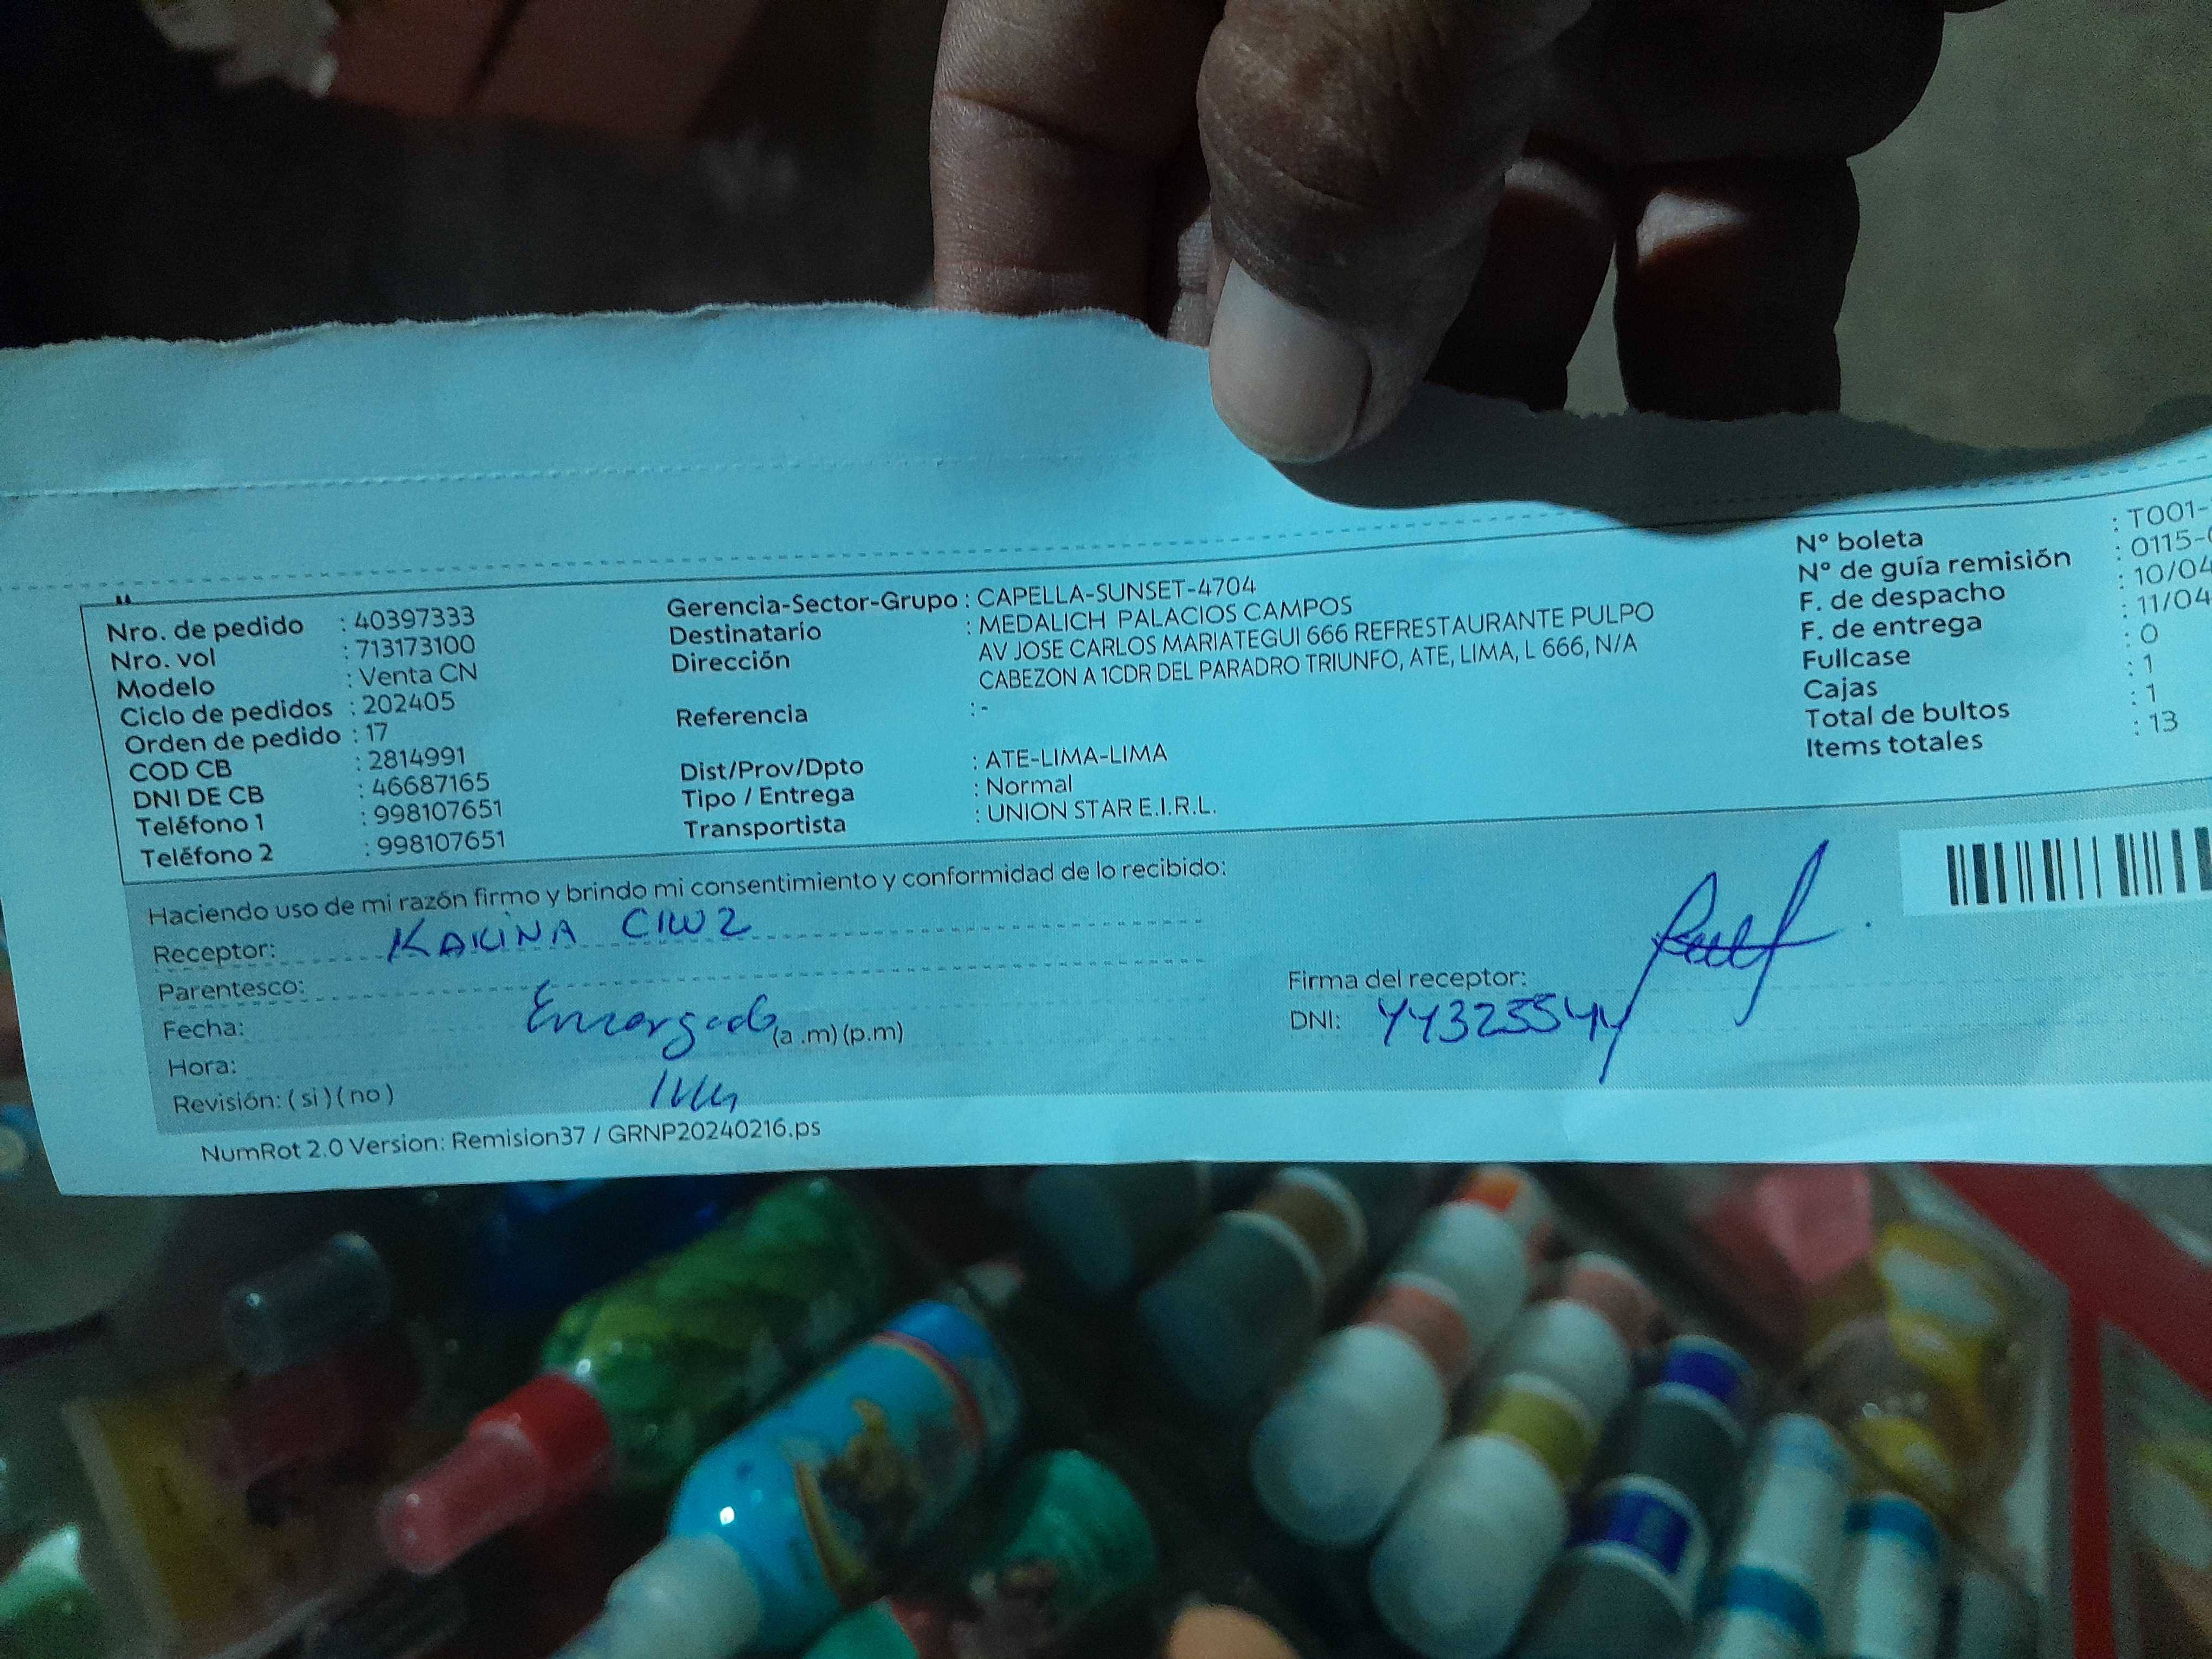 Nro. de pedido : 40397333
Nro. vol : 713173100
Modelo : Venta CN
Ciclo de pedidos : 202405
Orden de pedido : 17
COD CB : 2814991
DNI DE CB : 46687165
Teléfono 1 : 998107651
Teléfono 2 : 998107651
Gerencia-Sector-Grupo : CAPELLA-SUNSET-4704
Destinatario : MEDALICH PALACIOS CAMPOS
Dirección AV JOSE CARLOS MARIATEGUI 666 REFRESTAURANTE PULPO
CABEZON A 1CDR DEL PARADRO TRIUNFO, ATE, LIMA, L 666, N/A
Referencia : -
Dist/Prov/Dpto : ATE-LIMA-LIMA
Tipo / Entrega : Normal
Transportista : UNION STAR E.I.R.L.
N° boleta : T001-
N° de guía remisión : 0115-
F. de despacho : 10/04
F. de entrega : 11/04
Fullcase : 0
Cajas : 1
Total de bultos : 1
Items totales : 13
Haciendo uso de mi razón firmo y brindo mi consentimiento y conformidad de lo recibido:
Receptor: KARINA CRUZ
Parentesco:
Fecha: Encargado (a .m) (p.m)
Hora:
Revisión: ( si ) ( no )
Firma del receptor:
DNI: 44323544
NumRot 2.0 Version: Remision37 / GRNP20240216.ps